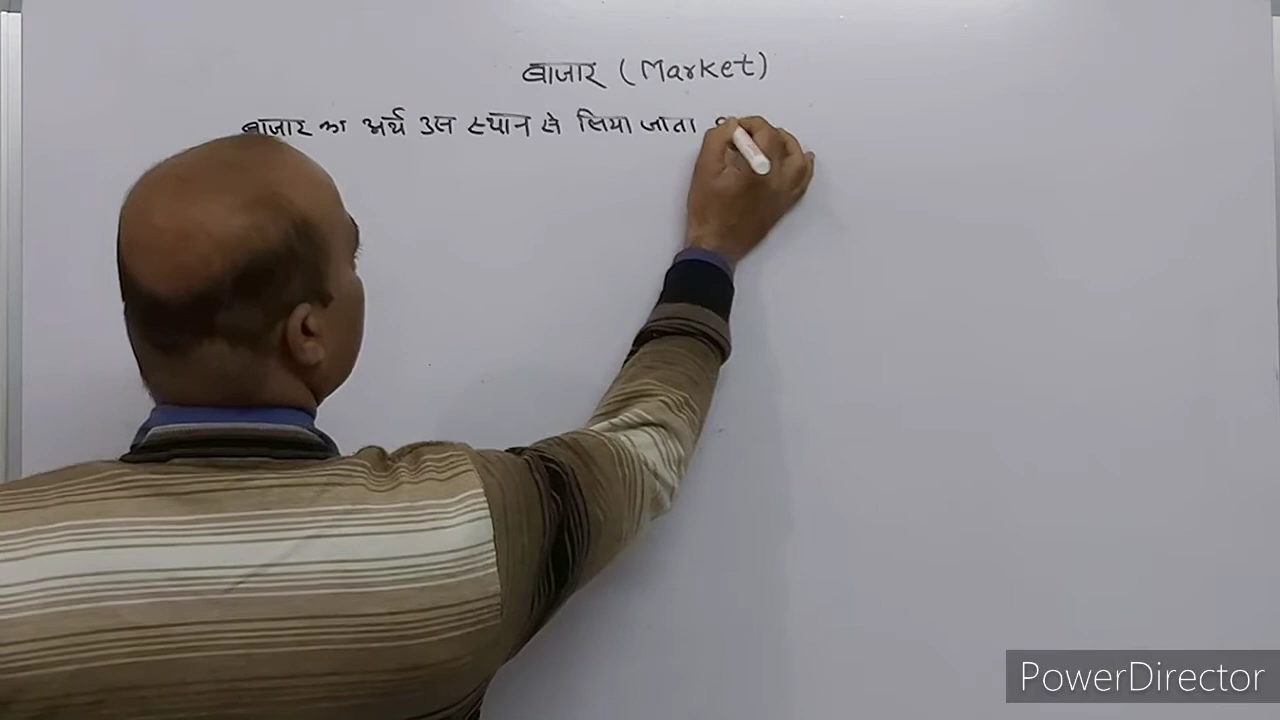 बाजार (Market)
बाजार का अर्थ उस स्थान से लिया जाता
PowerDirector